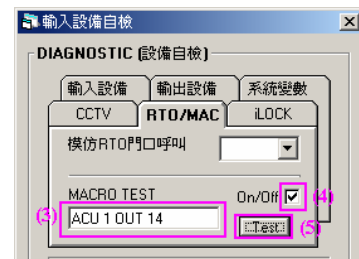 輸入設備自檢
DIAGNOSTIC (設備自檢)
輸入設備 輸出設備 系統變數
CCTV RTO/MAC iLOCK
模仿RTO門口呼叫
MACRO TEST On/Off (4)
(3) ACU 1 OUT 14 Test (5)